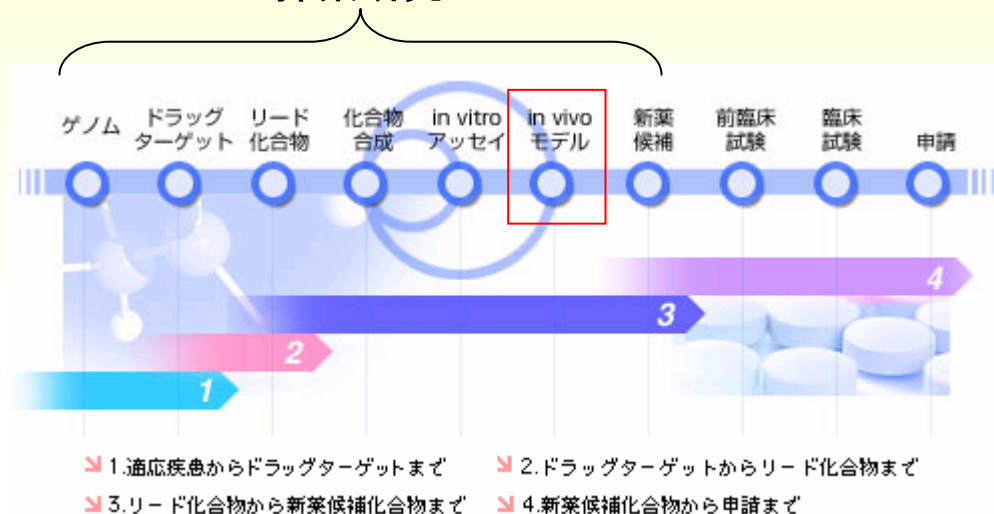 ゲノム
ドラッグ
ターゲット
リード
化合物
化合物
合成
in vitro
アッセイ
in vivo
モデル
新薬
候補
前臨床
試験
臨床
試験
申請
4
3
2
1
1.適応疾患からドラッグターゲットまで
2.ドラッグターゲットからリード化合物まで
3.リード化合物から新薬候補化合物まで
4.新薬候補化合物から申請まで